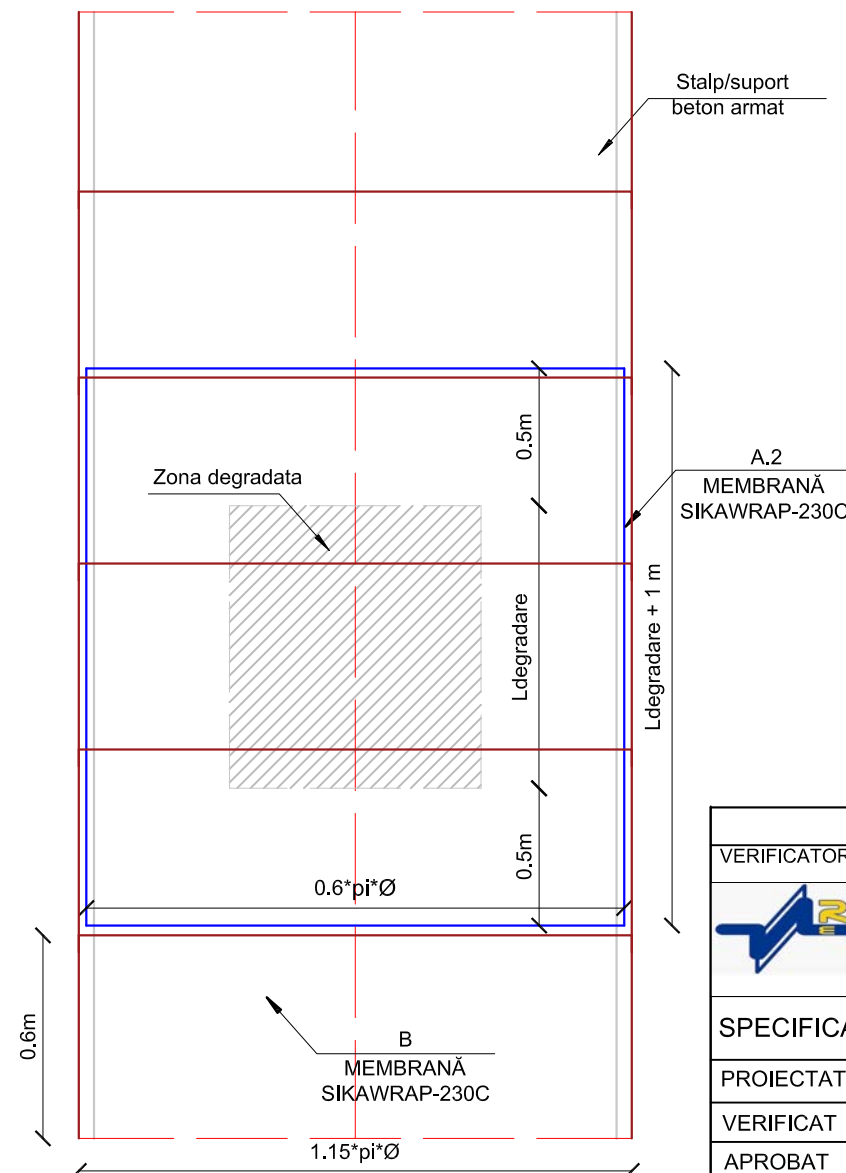 Stalp/suport
beton armat
0.5m
Zona degradata
A.2
MEMBRANĂ
SIKAWRAP-230C
Ldegradare
Ldegradare + 1 m
0.5m
0.6*pi*Ø
0.6m
B
MEMBRANĂ
SIKAWRAP-230C
1.15*pi*Ø
VERIFICATOR
SPECIFICA
PROIECTAT
VERIFICAT
APROBAT